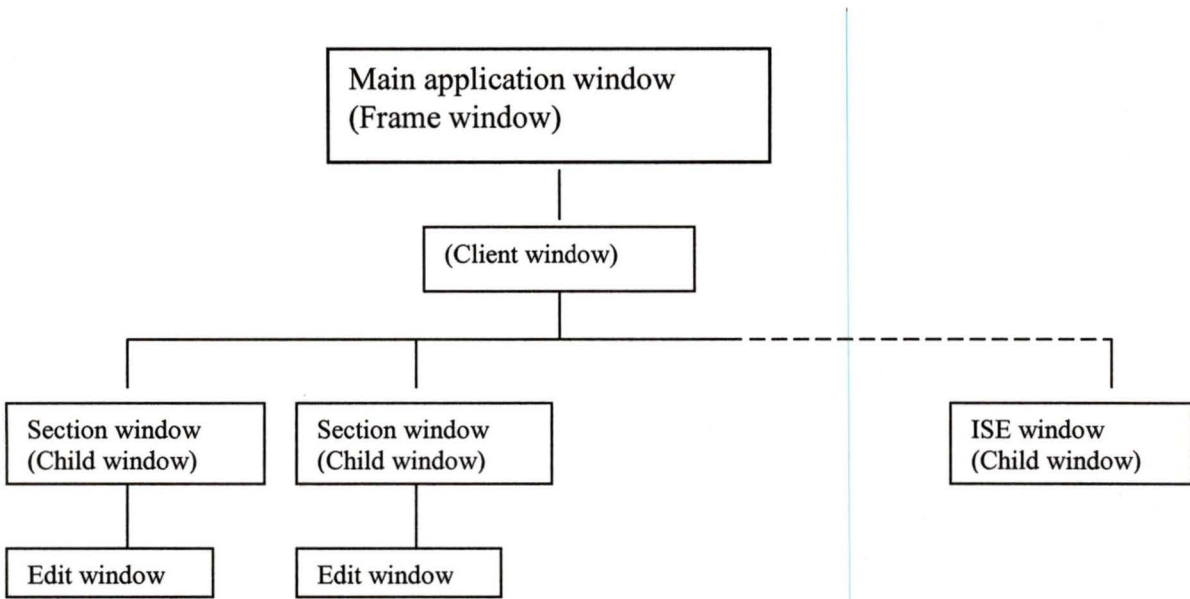 Main application window
(Frame window)
(Client window)
Section window
(Child window)
Section window
(Child window)
ISE window
(Child window)
Edit window
Edit window